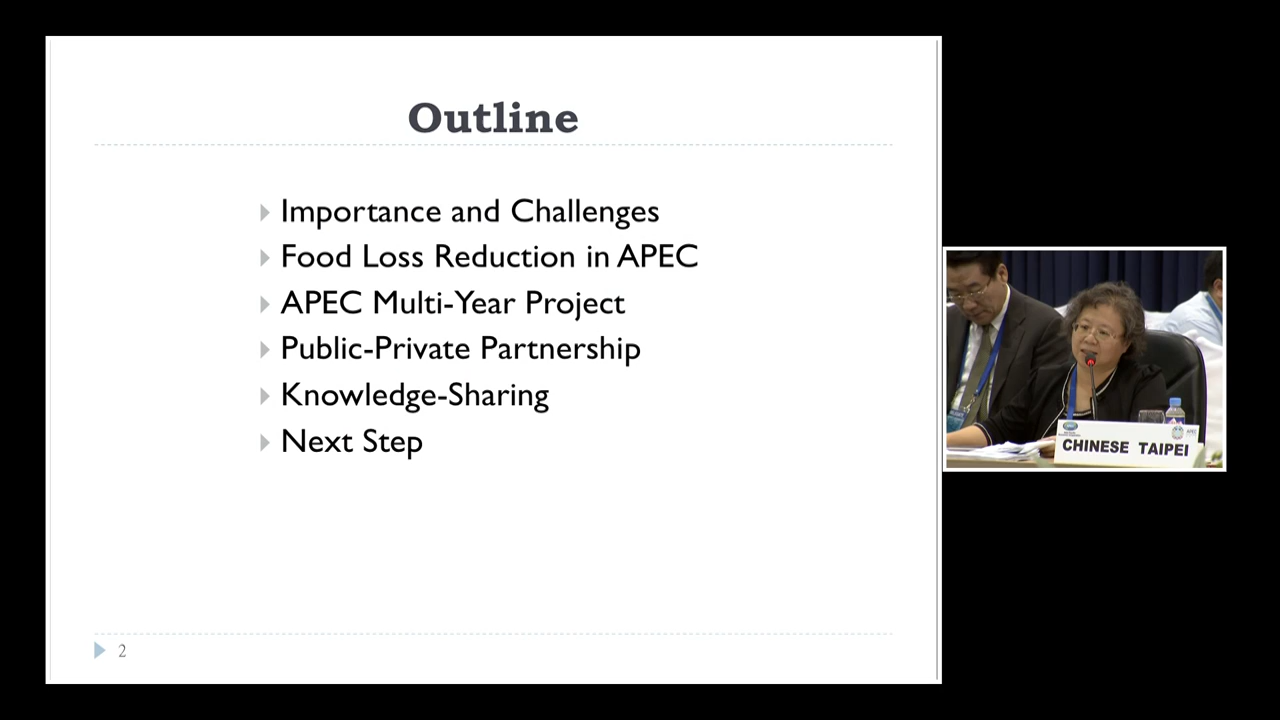 Outline
Importance and Challenges
Food Loss Reduction in APEC
APEC Multi-Year Project
Public-Private Partnership
Knowledge-Sharing
Next Step
2
CHINESE TAIPEI